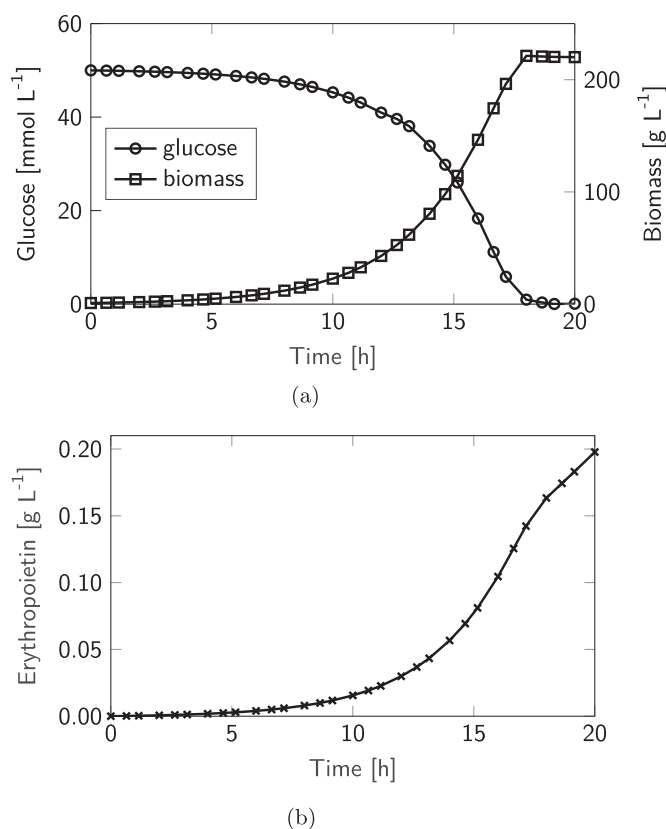 60
40
20
0
Glucose [mmol L-1]
200
100
0
Biomass [g L-1]
glucose
biomass
0 5 10 15 20
Time [h]
(a)
0.20
0.15
0.10
0.05
0.00
Erythropoietin [g L-1]
0 5 10 15 20
Time [h]
(b)